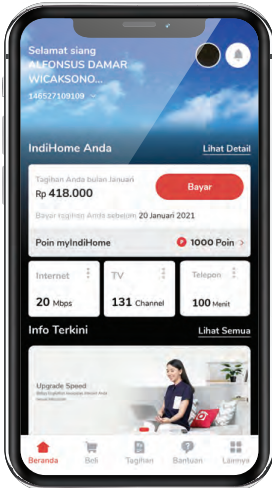 Selamat siang
ALFONSUS DAMAR
WICAKSONO...
146527109109
IndiHome Anda
Lihat Detail
Tagihan Anda bulan Januari
Rp 418.000
Bayar
Bayar tagihan Anda sebelum 20 Januari 2021
Poin myIndiHome
P 1000 Poin >
Internet
TV
Telepon
20 Mbps
131 Channel
100 Menit
Info Terkini
Lihat Semua
Upgrade Speed
Beranda
Beli
Tagihan
Bantuan
Lainnya